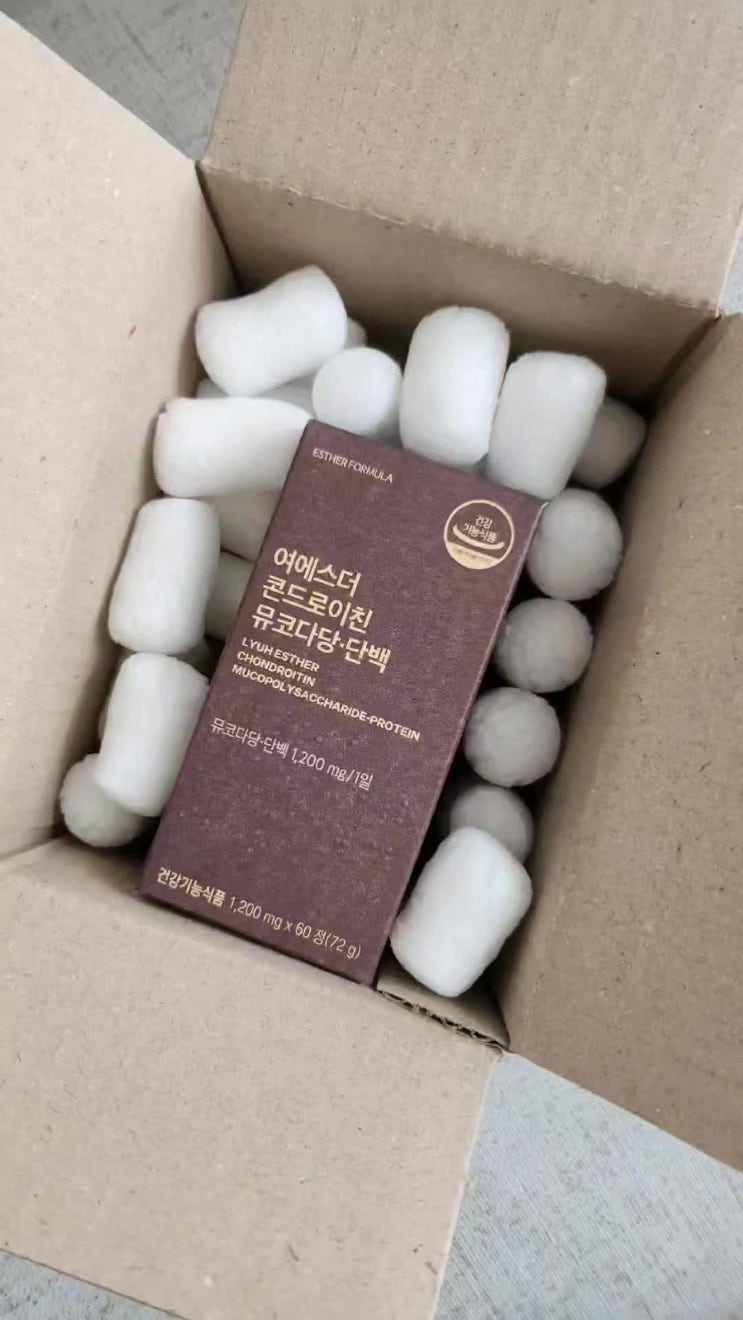 ESTHER FORMULA
건강
기능식품
여에스더
콘드로이친
뮤코다당·단백
LYUH ESTHER
CHONDROITIN
MUCOPOLYSACCHARIDE·PROTEIN
뮤코다당·단백 1,200 mg/1일
건강기능식품 1,200 mg x 60 정(72 g)